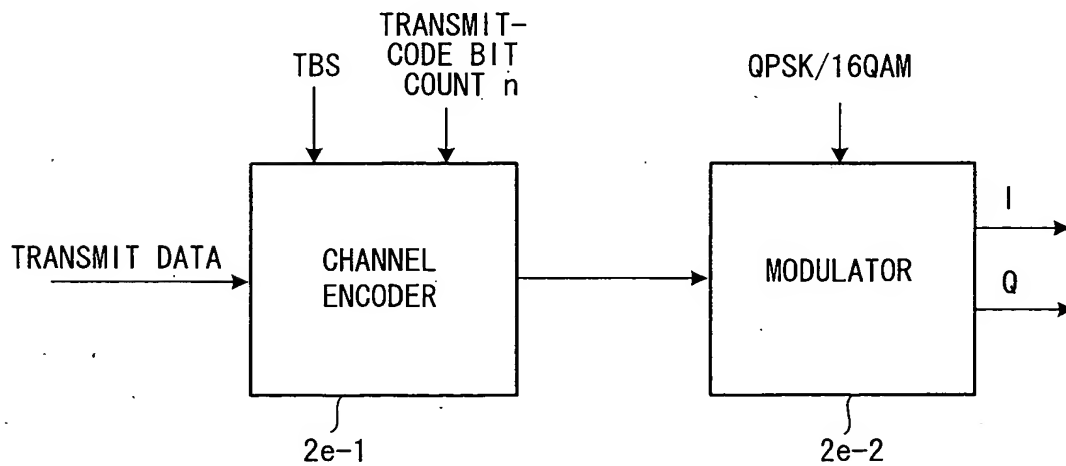 TRANSMIT-
CODE BIT
COUNT n
TBS
QPSK/16QAM
TRANSMIT DATA
CHANNEL
ENCODER
MODULATOR
I
Q
2e-1
2e-2